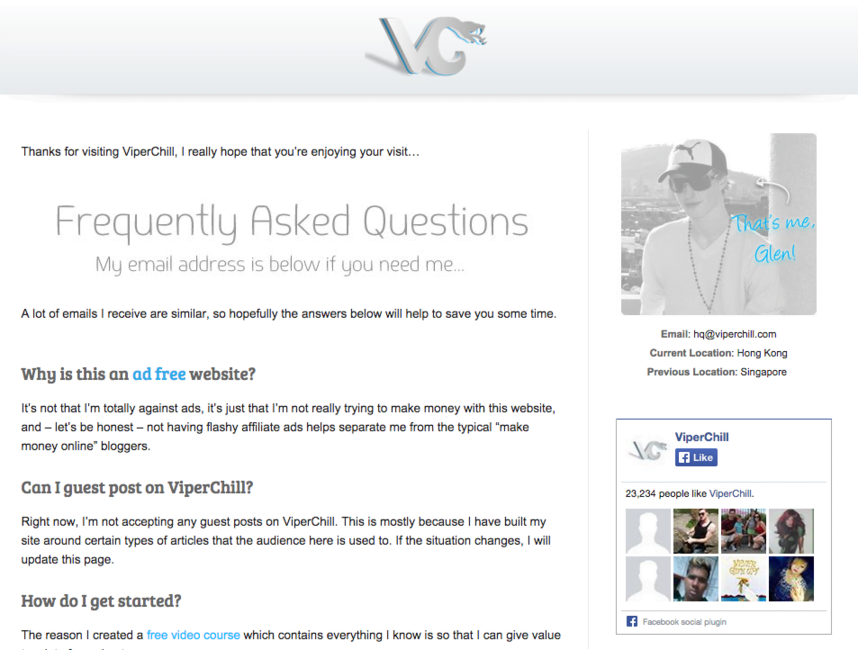 VC
Thanks for visiting ViperChill, I really hope that you're enjoying your visit…
Frequently Asked Questions
My email address is below if you need me...
A lot of emails I receive are similar, so hopefully the answers below will help to save you some time.
Why is this an ad free website?
It's not that I'm totally against ads, it's just that I'm not really trying to make money with this website,
and – let's be honest – not having flashy affiliate ads helps separate me from the typical "make
money online" bloggers.
Can I guest post on ViperChill?
Right now, I'm not accepting any guest posts on ViperChill. This is mostly because I have built my
site around certain types of articles that the audience here is used to. If the situation changes, I will
update this page.
How do I get started?
The reason I created a free video course which contains everything I know is so that I can give value
That's me,
Glen!
Email: hq@viperchill.com
Current Location: Hong Kong
Previous Location: Singapore
VC
ViperChill
Like
23,234 people like ViperChill.
Facebook social plugin